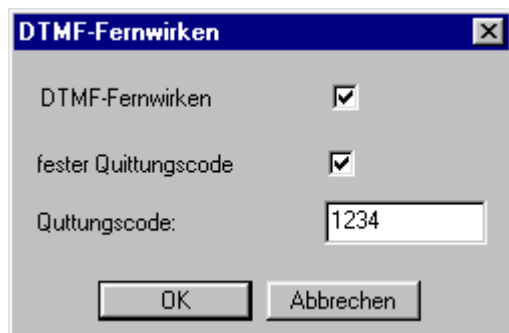 DTMF-Fernwirken
DTMF-Fernwirken
fester Quittungscode
Quttungscode: 1234
OK Abbrechen